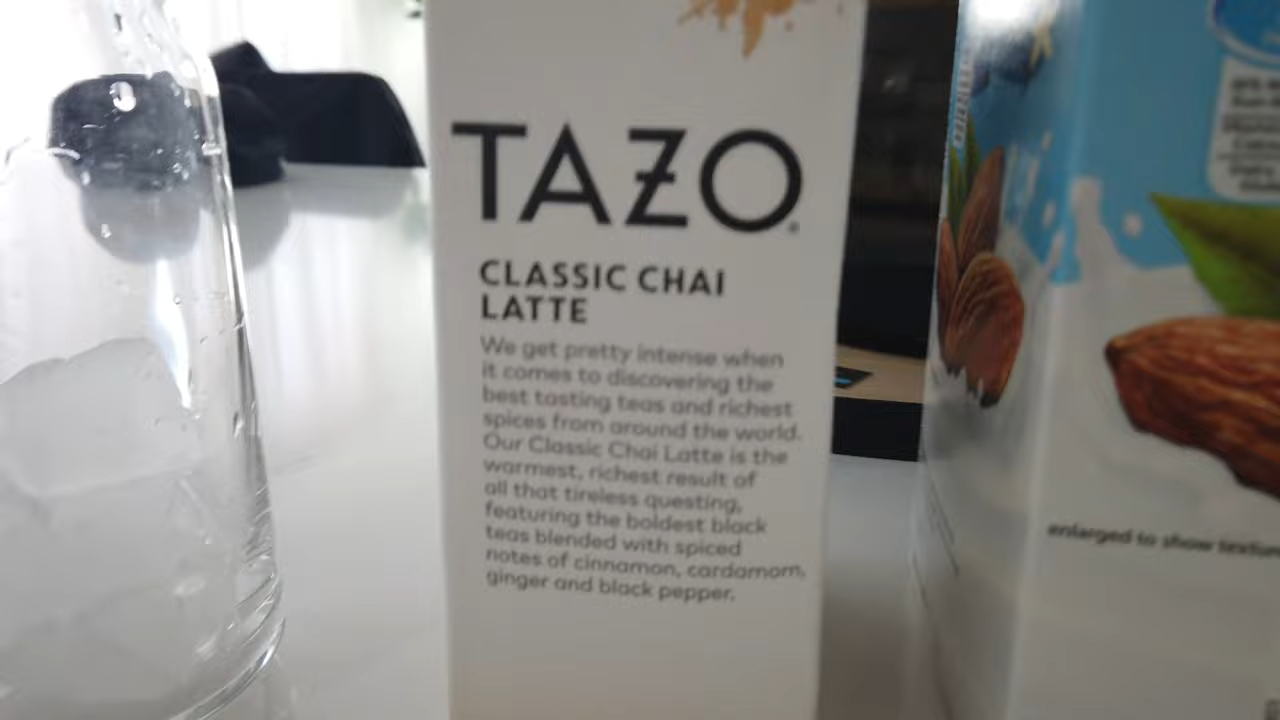 TAZO
CLASSIC CHAI
LATTE
We get pretty intense when
it comes to discovering the
best tasting teas and richest
spices from around the world.
Our Classic Chai Latte is the
warmest, richest result of
all that tireless questing,
featuring the boldest black
teas blended with spiced
notes of cinnamon, cardamom,
ginger and black pepper.
enlarged to show